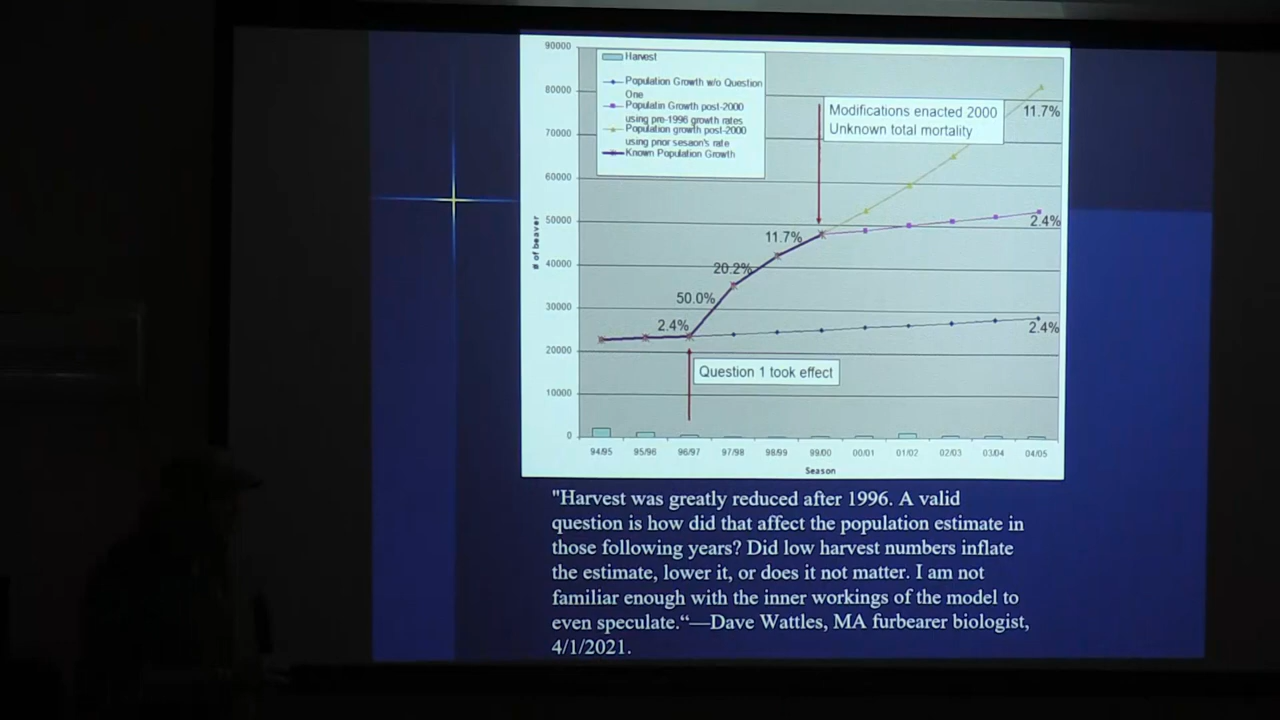 90000
80000
70000
60000
50000
40000
30000
20000
10000
0
# of beaver
Harvest
Population Growth w/o Question
One
Populatin Growth post-2000
using pre-1996 growth rates
Population growth post-2000
using prior sesaon's rate
Known Population Growth
Modifications enacted 2000
Unknown total mortality
11.7%
2.4%
11.7%
20.2%
50.0%
2.4%
2.4%
Question 1 took effect
94/95 95/96 96/97 97/98 98/99 99/00 00/01 01/02 02/03 03/04 04/05
Season
"Harvest was greatly reduced after 1996. A valid
question is how did that affect the population estimate in
those following years? Did low harvest numbers inflate
the estimate, lower it, or does it not matter. I am not
familiar enough with the inner workings of the model to
even speculate.“—Dave Wattles, MA furbearer biologist,
4/1/2021.